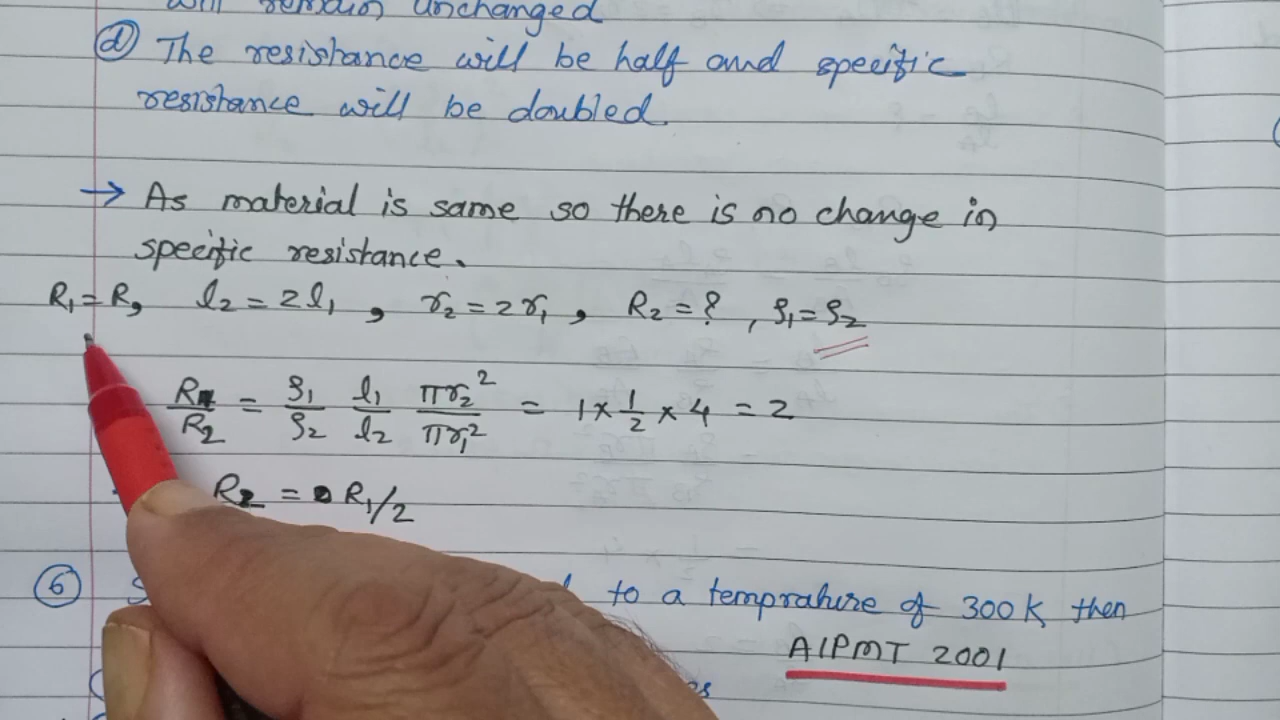 will remain unchanged
ⓓ The resistance will be half and specific
resistance will be doubled.
→ As material is same so there is no change in
specific resistance.
R₁ = R, l₂ = 2l₁, r₂ = 2r₁, R₂ = ?, ρ₁ = ρ₂
R₁/R₂ = ρ₁/ρ₂ l₁/l₂ πr₂²/πr₁² = 1 × 1/2 × 4 = 2
R₂ = R₁/2
⑥ to a temprature of 300K then
AIPMT 2001